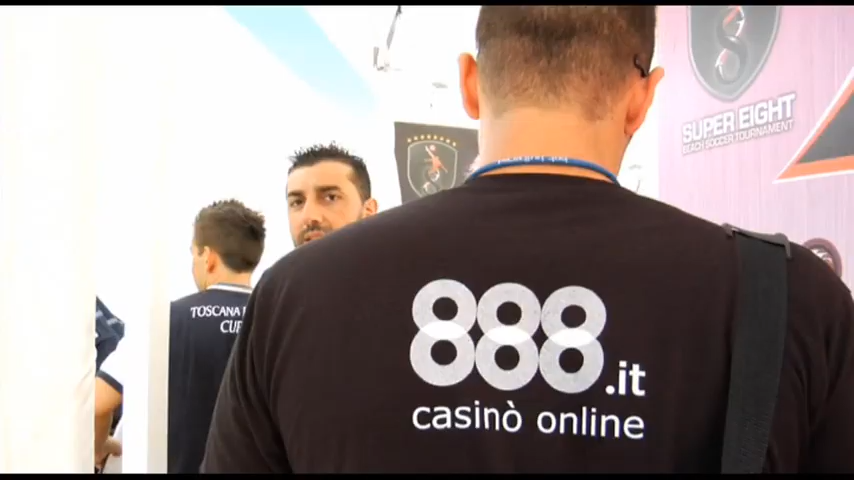 SUPER EIGHT
BEACH SOCCER TOURNAMENT
TOSCANA
CUP
888.it
casinò online